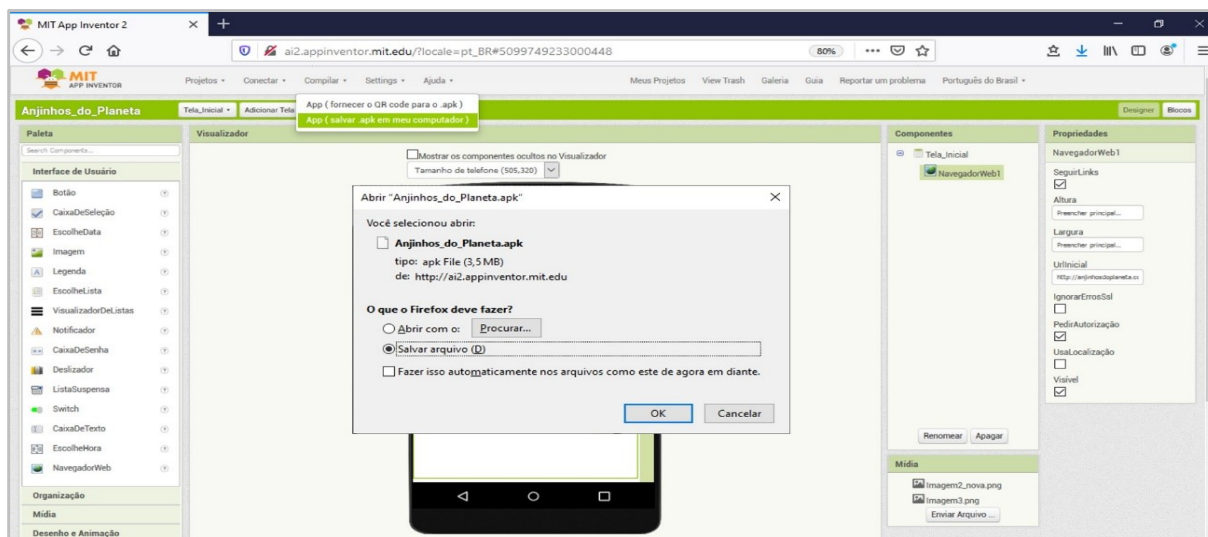 MIT App Inventor 2
ai2.appinventor.mit.edu/?locale=pt_BR#5099749233000448
80%
MIT
APP INVENTOR
Projetos Conectar Compilar Settings Ajuda Meus Projetos View Trash Galeria Guia Reportar um problema Português do Brasil
Anjinhos_do_Planeta
Tela_Inicial Adicionar Tela
Designer Blocos
App ( fornecer o QR code para o .apk )
App ( salvar .apk em meu computador )
Paleta
Search Components...
Interface de Usuário
Botão
CaixaDeSeleção
EscolheData
Imagem
Legenda
EscolheLista
VisualizadorDeListas
Notificador
CaixaDeSenha
Deslizador
ListaSuspensa
Switch
CaixaDeTexto
EscolheHora
NavegadorWeb
Organização
Mídia
Desenho e Animação
Visualizador
Mostrar os componentes ocultos no Visualizador
Tamanho de telefone (505,320)
Abrir "Anjinhos_do_Planeta.apk"
Você selecionou abrir:
Anjinhos_do_Planeta.apk
tipo: apk File (3,5 MB)
de: http://ai2.appinventor.mit.edu
O que o Firefox deve fazer?
Abrir com o: Procurar...
Salvar arquivo (D)
Fazer isso automaticamente nos arquivos como este de agora em diante.
OK Cancelar
Componentes
Tela_Inicial
NavegadorWeb1
Renomear Apagar
Mídia
Imagem2_nova.png
Imagem3.png
Enviar Arquivo ...
Propriedades
NavegadorWeb1
SeguirLinks
Altura
Preencher principal...
Largura
Preencher principal...
UrlInicial
http://anjinhosdoplaneta.co
IgnorarErrosSsl
PedirAutorização
UsaLocalização
Visível